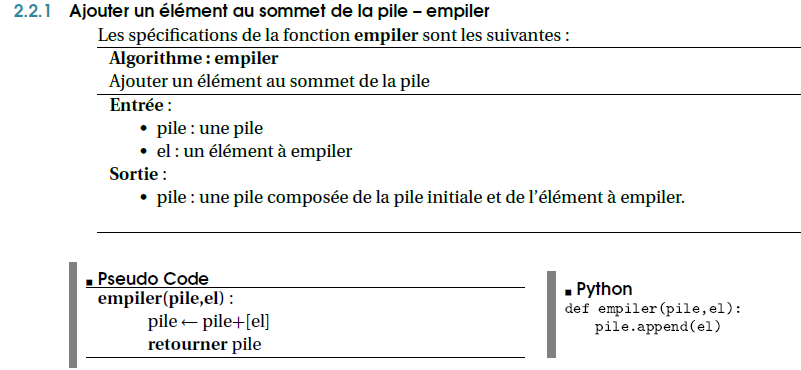 2.2.1 Ajouter un élément au sommet de la pile – empiler
Les spécifications de la fonction empiler sont les suivantes :
Algorithme : empiler
Ajouter un élément au sommet de la pile
Entrée :
• pile : une pile
• el : un élément à empiler
Sortie :
• pile : une pile composée de la pile initiale et de l'élément à empiler.
▪ Pseudo Code
empiler(pile,el) :
pile ← pile+[el]
retourner pile
▪ Python
def empiler(pile,el):
pile.append(el)